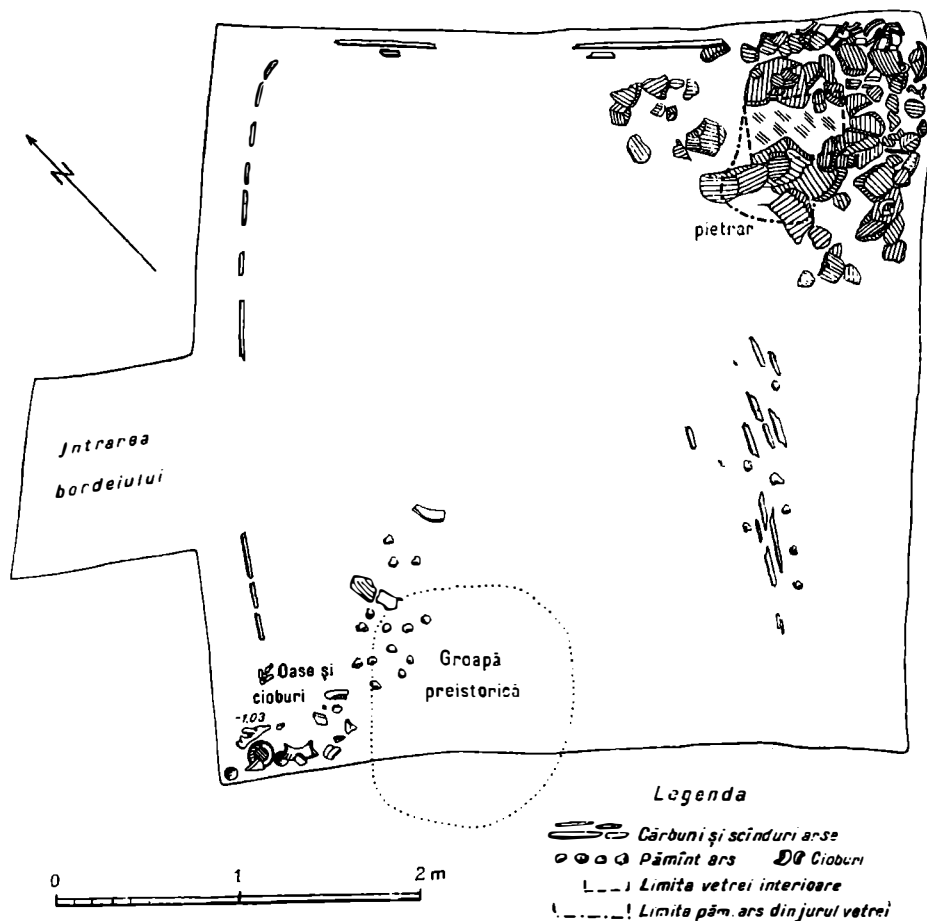 N
pietrar
Intrarea
bordeiului
Oase și
cioburi
-1,03
Groapă
preistorică
Legenda
Cărbuni și scînduri arse
Pămînt ars Cioburi
Limita vetrei interioare
Limita păm. ars din jurul vetrei
0 1 2 m